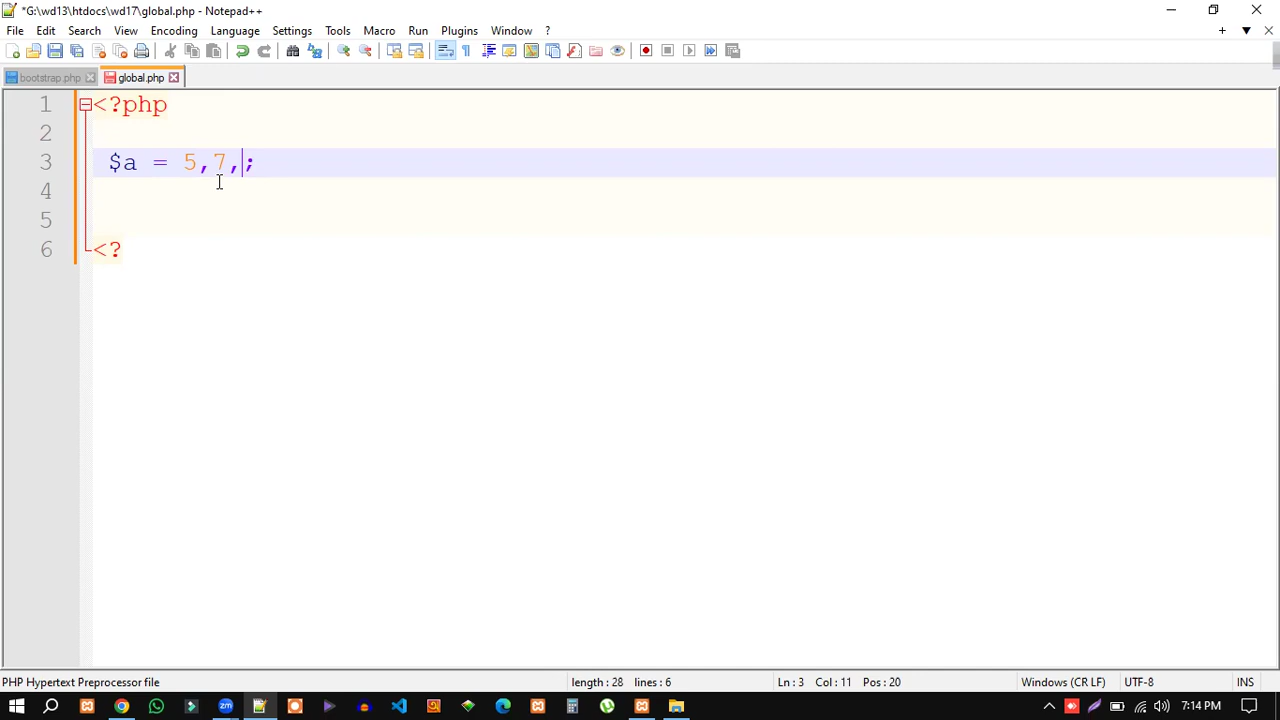 *G:\wd13\htdocs\wd17\global.php - Notepad++
File Edit Search View Encoding Language Settings Tools Macro Run Plugins Window ?
bootstrap.php global.php
1 <?php
2
3 $a = 5,7,;
4
5
6 <?
PHP Hypertext Preprocessor file length : 28 lines : 6 Ln : 3 Col : 11 Pos : 20 Windows (CR LF) UTF-8 INS
7:14 PM